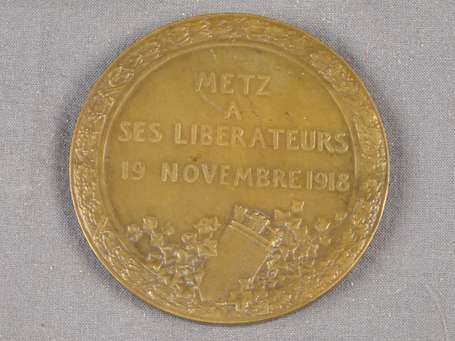 METZ
A
SES LIBERATEURS
19 NOVEMBRE 1918